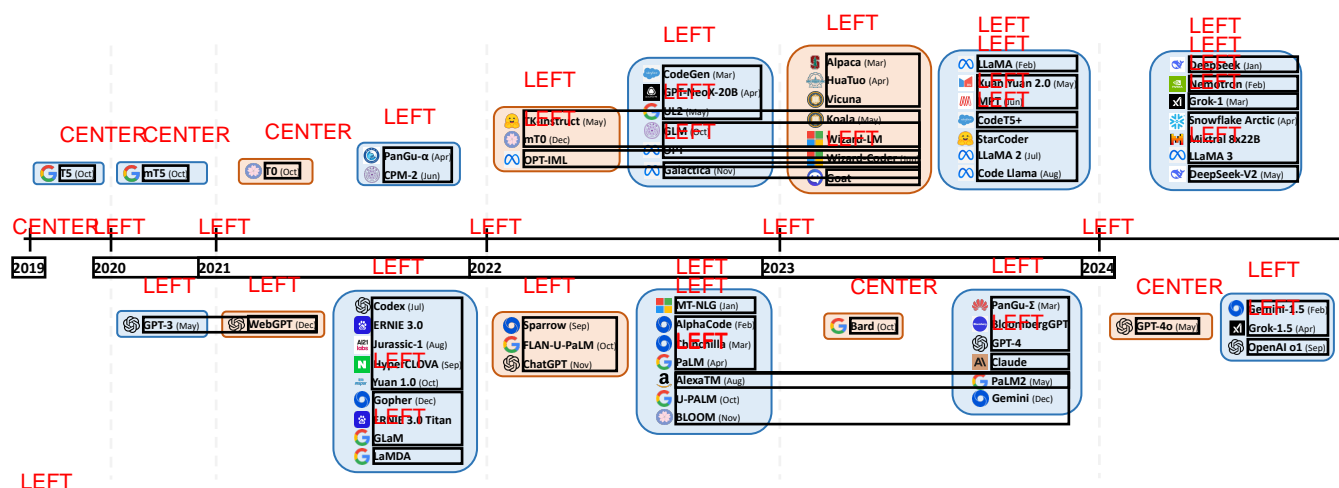 LEFT LEFT LEFT LEFT
LEFT LEFT LEFT
LEFT LEFT
CENTER CENTER LEFT LEFT
T5 (Oct)
mT5 (Oct)
T0 (Oct)
PanGu-α (Apr)
CPM-2 (Jun)
(May)
mT0 (Dec)
OPT-IML
CodeGen (Mar)
GPT-NeoX-20B (Apr)
LEFT
UL2 (May)
GLM (Oct)
LEFT
OPT
Galactica (Nov)
Alpaca (Mar)
HuaTuo (Apr)
Vicuna
Koala (May)
Wizard-LM
LEFT
Wizard-Coder
Goat
LLaMA (Feb)
XuanYuan 2.0 (May)
LEFT
MPT (Jun)
CodeT5+
StarCoder
LLaMA 2 (Jul)
Code Llama (Aug)
DeepSeek (Jan)
Nemotron (Feb)
LEFT
Grok-1 (Mar)
Snowflake Arctic (Apr)
LEFT
Mixtral 8x22B
LLaMA 3
DeepSeek-V2 (May)
CENTER LEFT LEFT LEFT LEFT LEFT
2019 2020 2021 2022 2023 2024
LEFT LEFT LEFT LEFT
LEFT LEFT LEFT CENTER CENTER
GPT-3 (May)
WebGPT (Dec)
Codex (Jul)
ERNIE 3.0
Jurassic-1 (Aug)
HyperCLOVA (Sep)
LEFT
Yuan 1.0 (Oct)
Gopher (Dec)
ERNIE 3.0 Titan
LEFT
GLaM
LaMDA
Sparrow (Sep)
FLAN-U-PaLM (Oct)
ChatGPT (Nov)
MT-NLG (Jan)
AlphaCode (Feb)
Chinchilla (Mar)
LEFT
PaLM (Apr)
AlexaTM (Aug)
U-PALM (Oct)
BLOOM (Nov)
Bard (Oct)
PanGu-Σ (Mar)
BloombergGPT
LEFT
GPT-4
Claude
PaLM2 (May)
Gemini (Dec)
GPT-4o (May)
Gemini-1.5 (Feb)
LEFT
Grok-1.5 (Apr)
OpenAI o1 (Sep)
LEFT